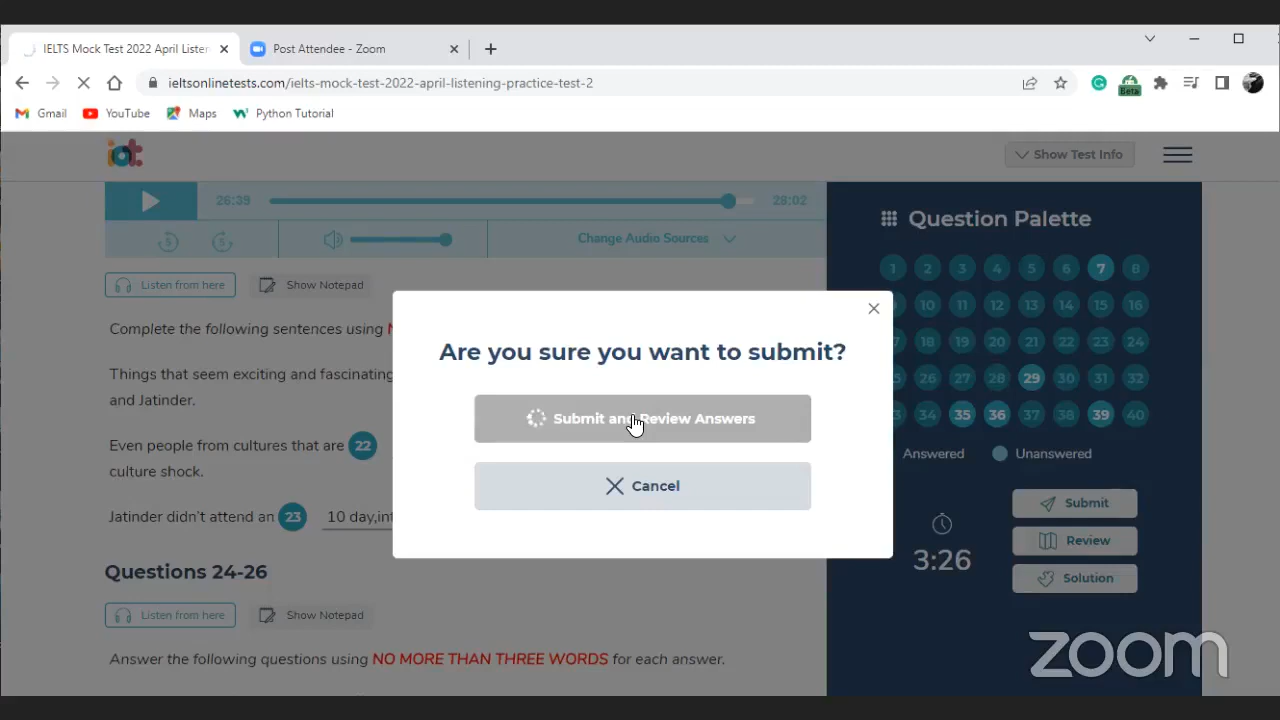 IELTS Mock Test 2022 April Listen
Post Attendee - Zoom
ieltsonlinetests.com/ielts-mock-test-2022-april-listening-practice-test-2
Beta
Gmail YouTube Maps Python Tutorial
iot
Show Test Info
26:39 28:02
5 5
Change Audio Sources
Listen from here Show Notepad
Complete the following sentences using
Things that seem exciting and fascinating
and Jatinder.
Even people from cultures that are 22
culture shock.
Jatinder didn't attend an 23 10 day,int
Questions 24-26
Listen from here Show Notepad
Answer the following questions using NO MORE THAN THREE WORDS for each answer.
Are you sure you want to submit?
Submit and Review Answers
Cancel
Question Palette
1 2 3 4 5 6 7 8
10 11 12 13 14 15 16
18 19 20 21 22 23 24
26 27 28 29 30 31 32
34 35 36 37 38 39 40
Answered Unanswered
3:26
Submit
Review
Solution
zoom